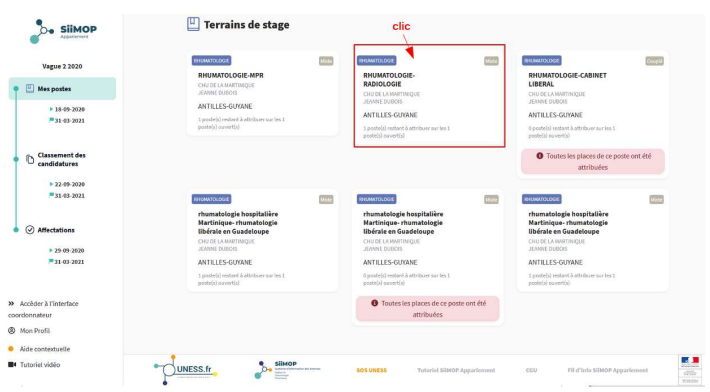 SiiMOP
Appariement
Vague 2 2020
Mes postes
18-09-2020
31-03-2021
Classement des
candidatures
22-09-2020
31-03-2021
Affectations
29-09-2020
31-03-2021
Accéder à l'interface
coordonnateur
Mon Profil
Aide contextuelle
Tutoriel vidéo
Terrains de stage
clic
RHUMATOLOGIE
Mixte
RHUMATOLOGIE-MPR
CHU DE LA MARTINIQUE
JEANNE DUBOIS
ANTILLES-GUYANE
1 poste(s) restant à attribuer sur les 1
poste(s) ouvert(s)
RHUMATOLOGIE
Mixte
RHUMATOLOGIE-
RADIOLOGIE
CHU DE LA MARTINIQUE
JEANNE DUBOIS
ANTILLES-GUYANE
1 poste(s) restant à attribuer sur les 1
poste(s) ouvert(s)
RHUMATOLOGIE
Couplé
RHUMATOLOGIE-CABINET
LIBERAL
CHU DE LA MARTINIQUE
JEANNE DUBOIS
ANTILLES-GUYANE
0 poste(s) restant à attribuer sur les 1
poste(s) ouvert(s)
Toutes les places de ce poste ont été
attribuées
RHUMATOLOGIE
Mixte
rhumatologie hospitalière
Martinique- rhumatologie
libérale en Guadeloupe
CHU DE LA MARTINIQUE
JEANNE DUBOIS
ANTILLES-GUYANE
1 poste(s) restant à attribuer sur les 1
poste(s) ouvert(s)
RHUMATOLOGIE
Mixte
rhumatologie hospitalière
Martinique- rhumatologie
libérale en Guadeloupe
CHU DE LA MARTINIQUE
JEANNE DUBOIS
ANTILLES-GUYANE
0 poste(s) restant à attribuer sur les 1
poste(s) ouvert(s)
Toutes les places de ce poste ont été
attribuées
RHUMATOLOGIE
Mixte
rhumatologie hospitalière
Martinique- rhumatologie
libérale en Guadeloupe
CHU DE LA MARTINIQUE
JEANNE DUBOIS
ANTILLES-GUYANE
1 poste(s) restant à attribuer sur les 1
poste(s) ouvert(s)
UNESS.fr
SiiMOP
SOS UNESS
Tutoriel SiiMOP Appariement
CGU
Fil d'info SiiMOP Appariement